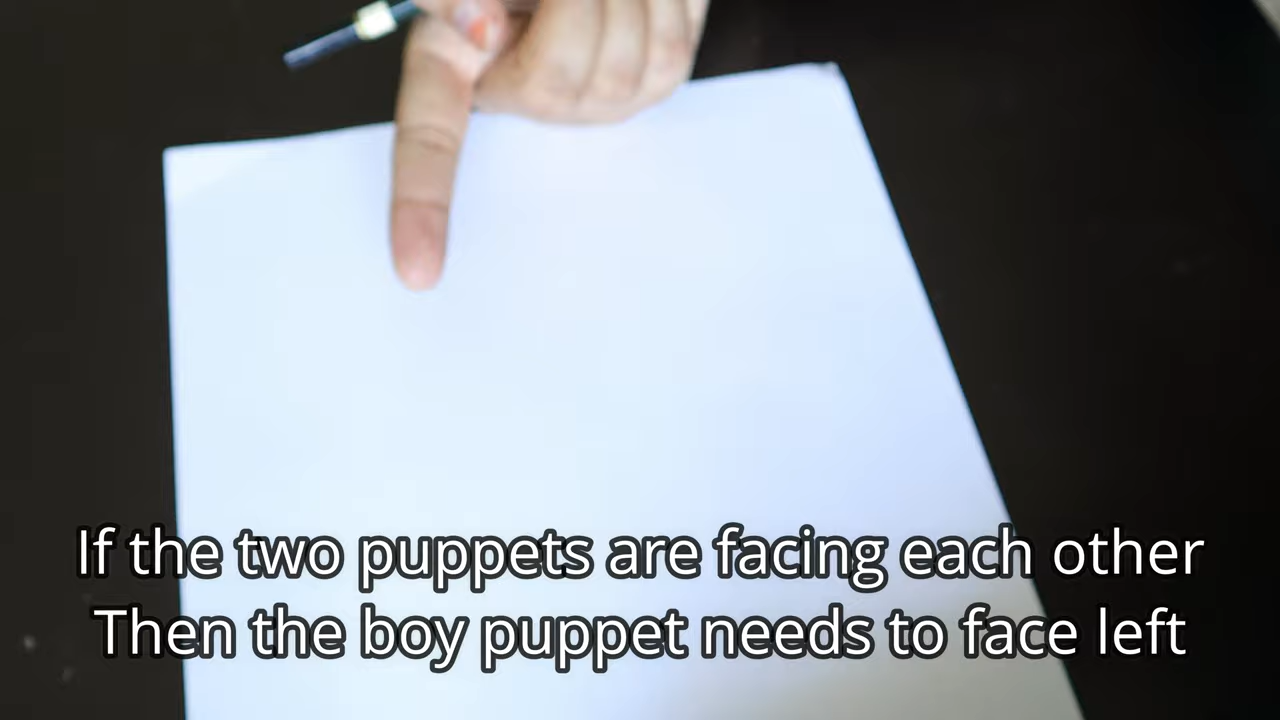 If the two puppets are facing each other
Then the boy puppet needs to face left